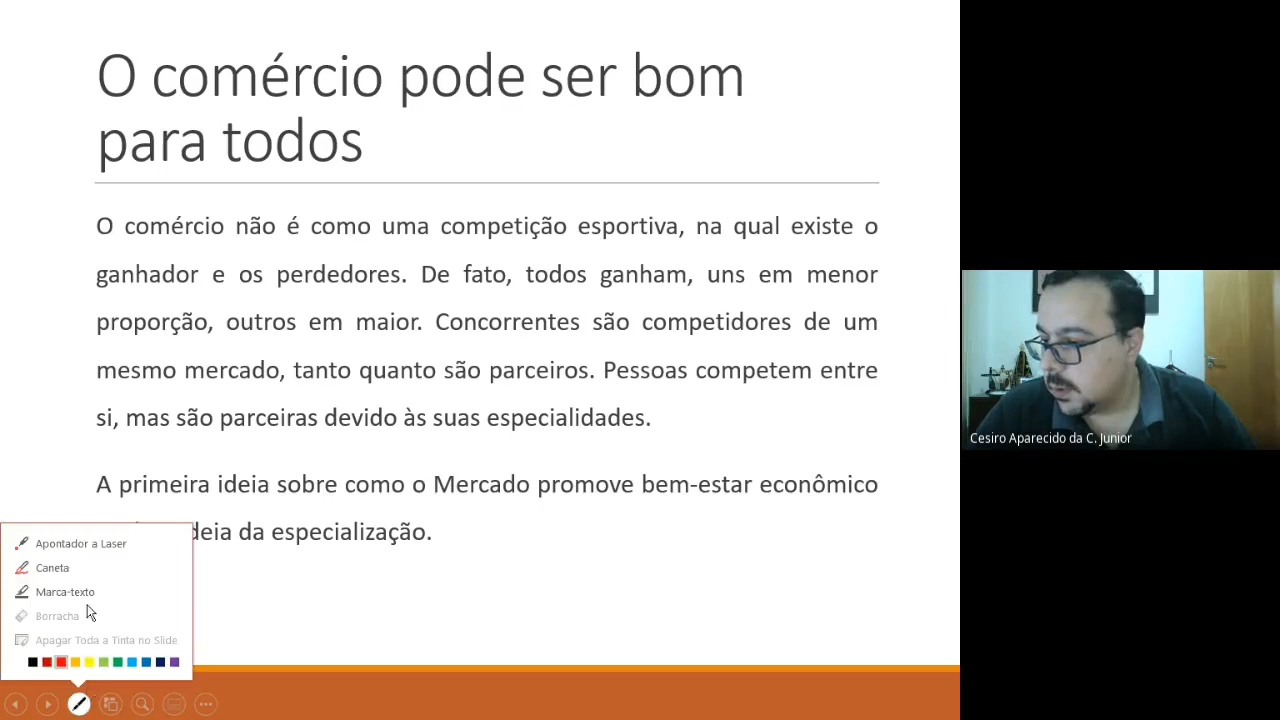 O comércio pode ser bom
para todos
O comércio não é como uma competição esportiva, na qual existe o
ganhador e os perdedores. De fato, todos ganham, uns em menor
proporção, outros em maior. Concorrentes são competidores de um
mesmo mercado, tanto quanto são parceiros. Pessoas competem entre
si, mas são parceiras devido às suas especialidades.
A primeira ideia sobre como o Mercado promove bem-estar econômico
da especialização.
Apontador a Laser
Caneta
Marca-texto
Borracha
Apagar Toda a Tinta no Slide
Cesiro Aparecido da C. Junior